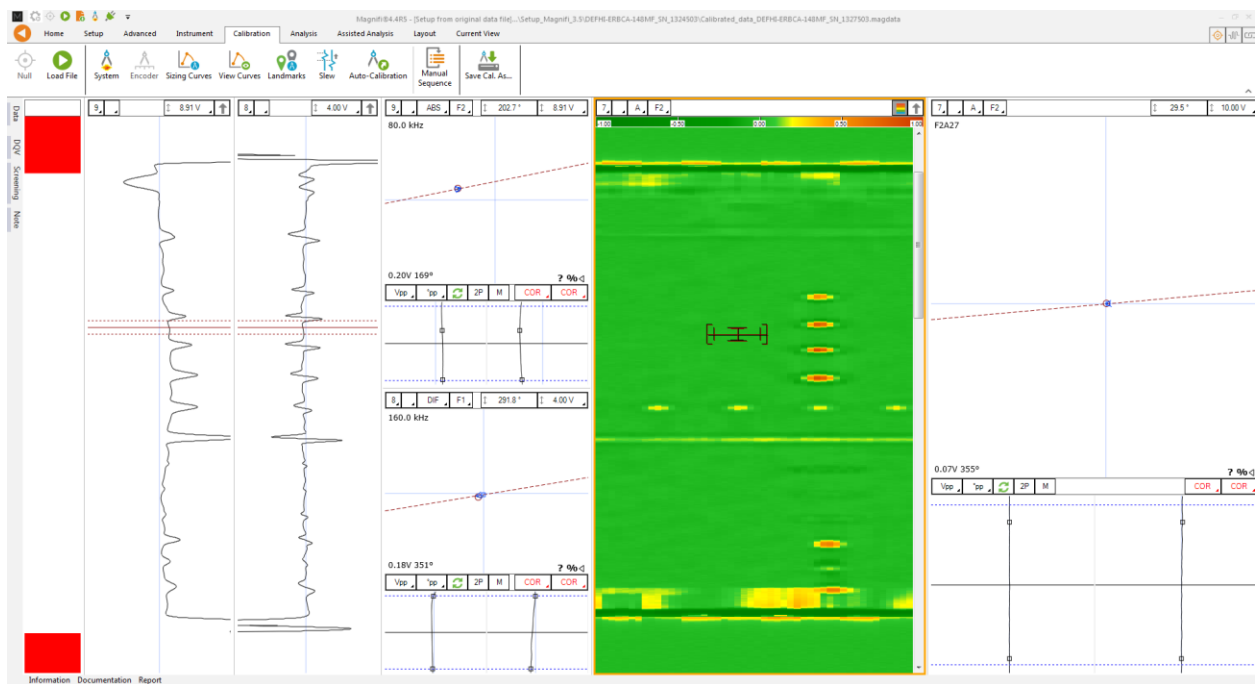 Magnifi®4.4R5 - [Setup from original data file]...\Setup_Magnifi_3.5\DEFHI-ERBCA-148MF_SN_1324503\Calibrated_data_DEFHI-ERBCA-148MF_SN_1327503.magdata
Home Setup Advanced Instrument Calibration Analysis Assisted Analysis Layout Current View
Null Load File System Encoder Sizing Curves View Curves Landmarks Slew Auto-Calibration Manual Sequence Save Cal. As...
Data
DQV
Screening
Note
9 8.91 V
8 4.00 V
9 ABS F2 202.7° 8.91 V
80.0 kHz
0.20V 169° ? %
Vpp °pp 2P M COR COR
8 DIF F1 291.8° 4.00 V
160.0 kHz
0.18V 351° ? %
Vpp °pp 2P M COR COR
7 A F2
-1.00 -0.50 0.00 0.50 1.00
7 A F2 29.5° 10.00 V
F2A27
0.07V 355° ? %
Vpp °pp 2P M COR COR
Information Documentation Report